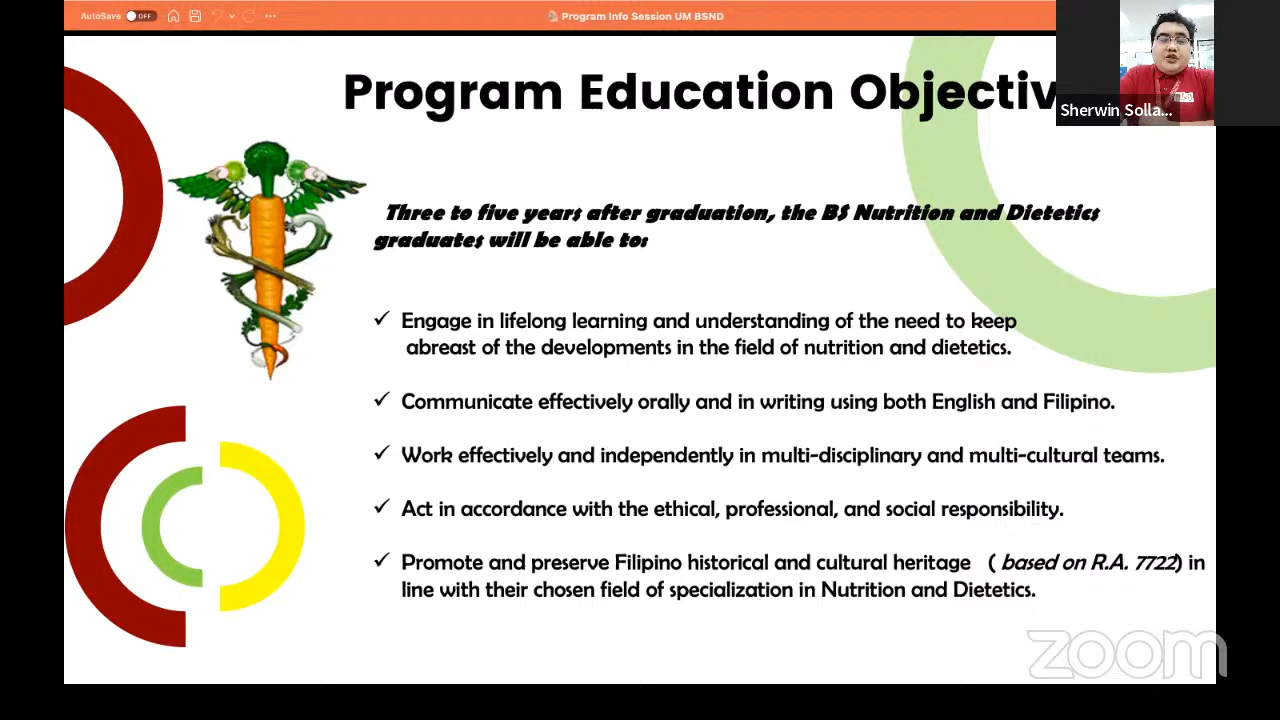 AutoSave OFF
Program Info Session UM BSND
Program Education Objectiv
Sherwin Solla...
Three to five years after graduation, the BS Nutrition and Dietetics
graduates will be able to:
✓ Engage in lifelong learning and understanding of the need to keep
abreast of the developments in the field of nutrition and dietetics.
✓ Communicate effectively orally and in writing using both English and Filipino.
✓ Work effectively and independently in multi-disciplinary and multi-cultural teams.
✓ Act in accordance with the ethical, professional, and social responsibility.
✓ Promote and preserve Filipino historical and cultural heritage ( based on R.A. 7722) in
line with their chosen field of specialization in Nutrition and Dietetics.
zoom